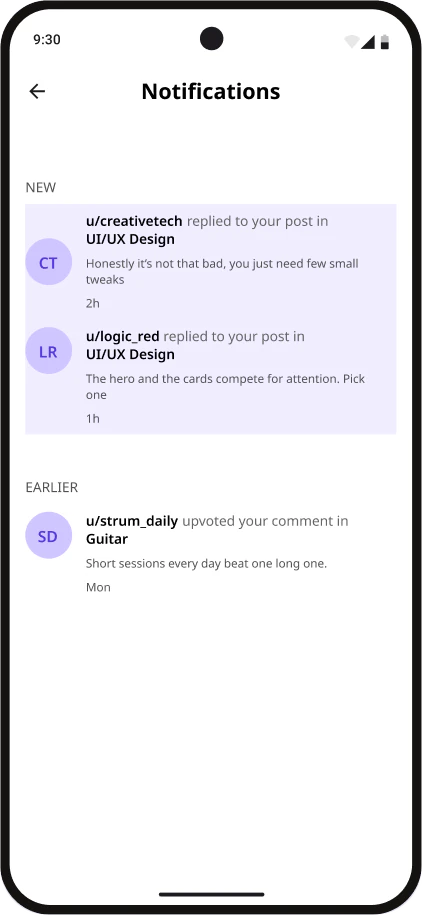 9:30
Notifications
NEW
u/creativetech replied to your post in
UI/UX Design
CT
Honestly it's not that bad, you just need few small
tweaks
2h
u/logic_red replied to your post in
UI/UX Design
LR
The hero and the cards compete for attention. Pick
one
1h
EARLIER
u/strum_daily upvoted your comment in
Guitar
SD
Short sessions every day beat one long one.
Mon